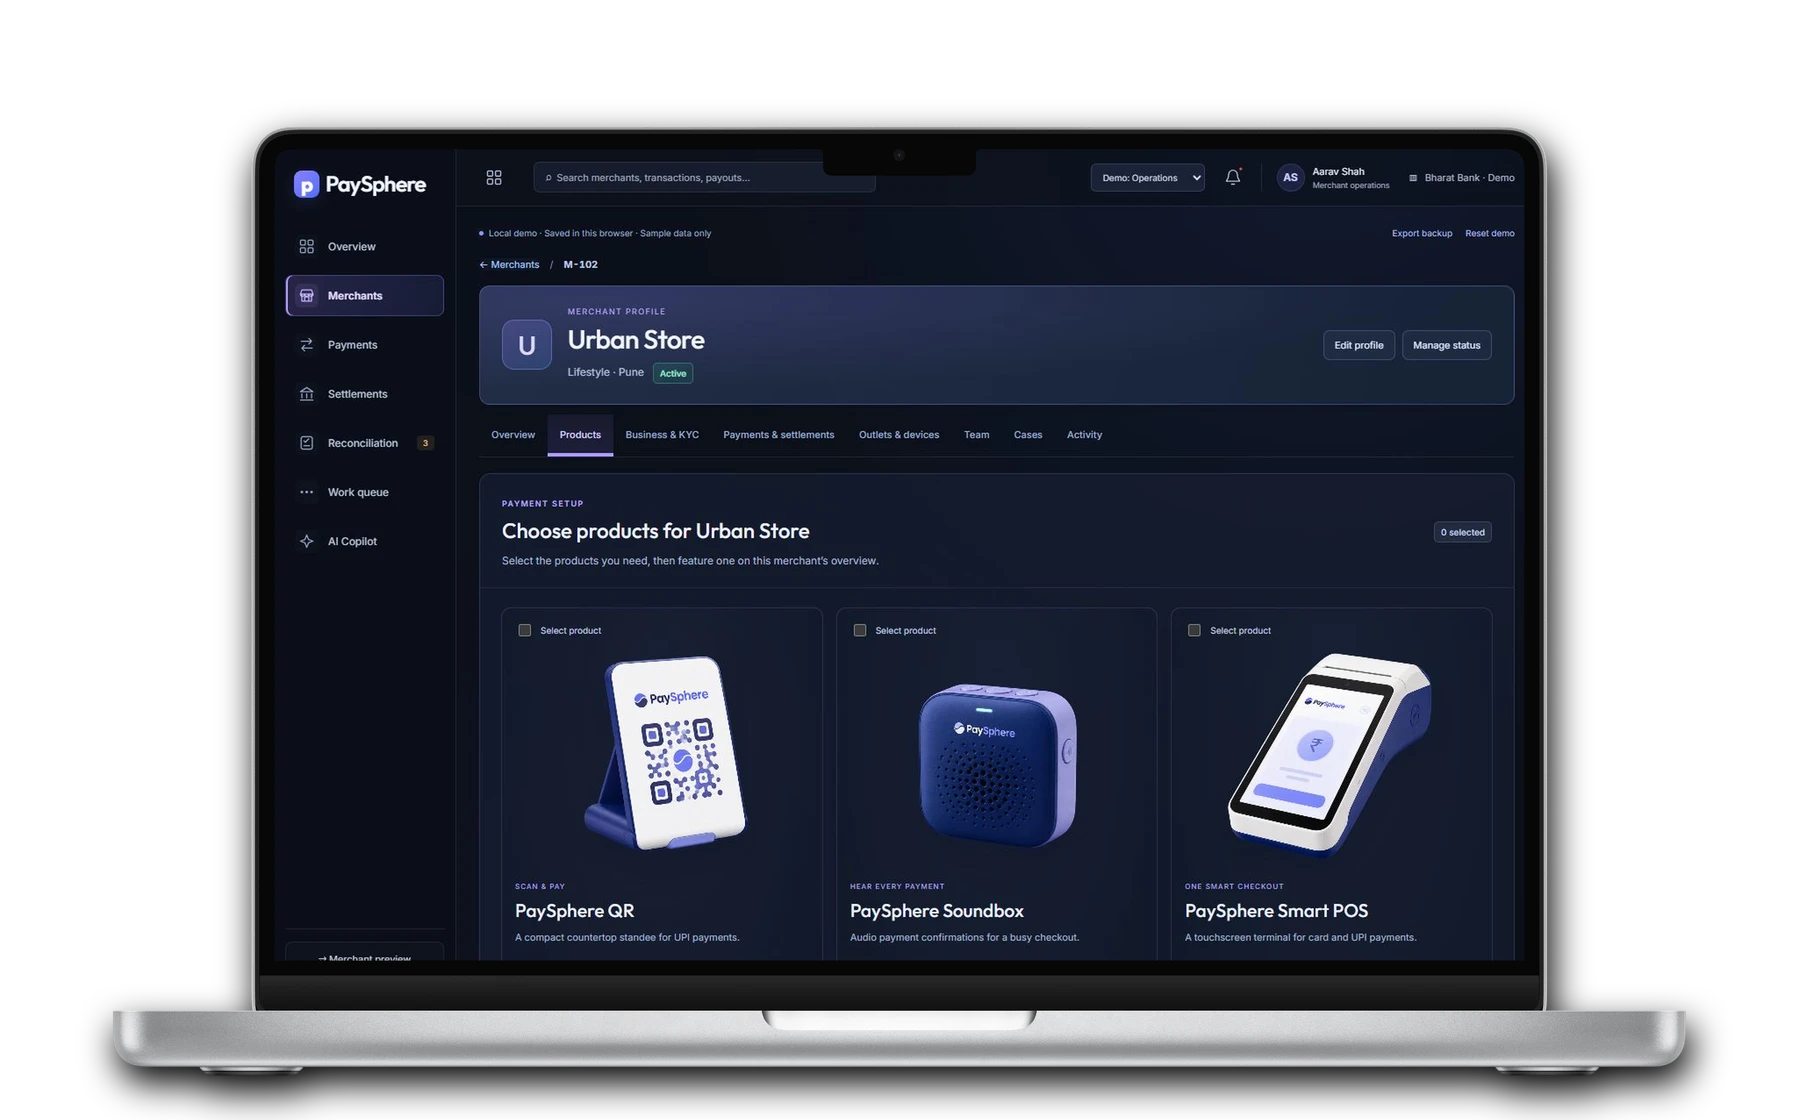 p PaySphere
Overview
Merchants
Payments
Settlements
Reconciliation 3
Work queue
AI Copilot
→ Merchant preview
Search merchants, transactions, payouts...
Demo: Operations
AS
Aarav Shah
Merchant operations
Bharat Bank · Demo
Local demo · Saved in this browser · Sample data only
Export backup Reset demo
← Merchants / M-102
MERCHANT PROFILE
U
Urban Store
Lifestyle · Pune Active
Edit profile Manage status
Overview Products Business & KYC Payments & settlements Outlets & devices Team Cases Activity
PAYMENT SETUP
Choose products for Urban Store
0 selected
Select the products you need, then feature one on this merchant’s overview.
Select product
PaySphere
SCAN & PAY
PaySphere QR
A compact countertop standee for UPI payments.
Select product
PaySphere
HEAR EVERY PAYMENT
PaySphere Soundbox
Audio payment confirmations for a busy checkout.
Select product
PaySphere
₹
ONE SMART CHECKOUT
PaySphere Smart POS
A touchscreen terminal for card and UPI payments.